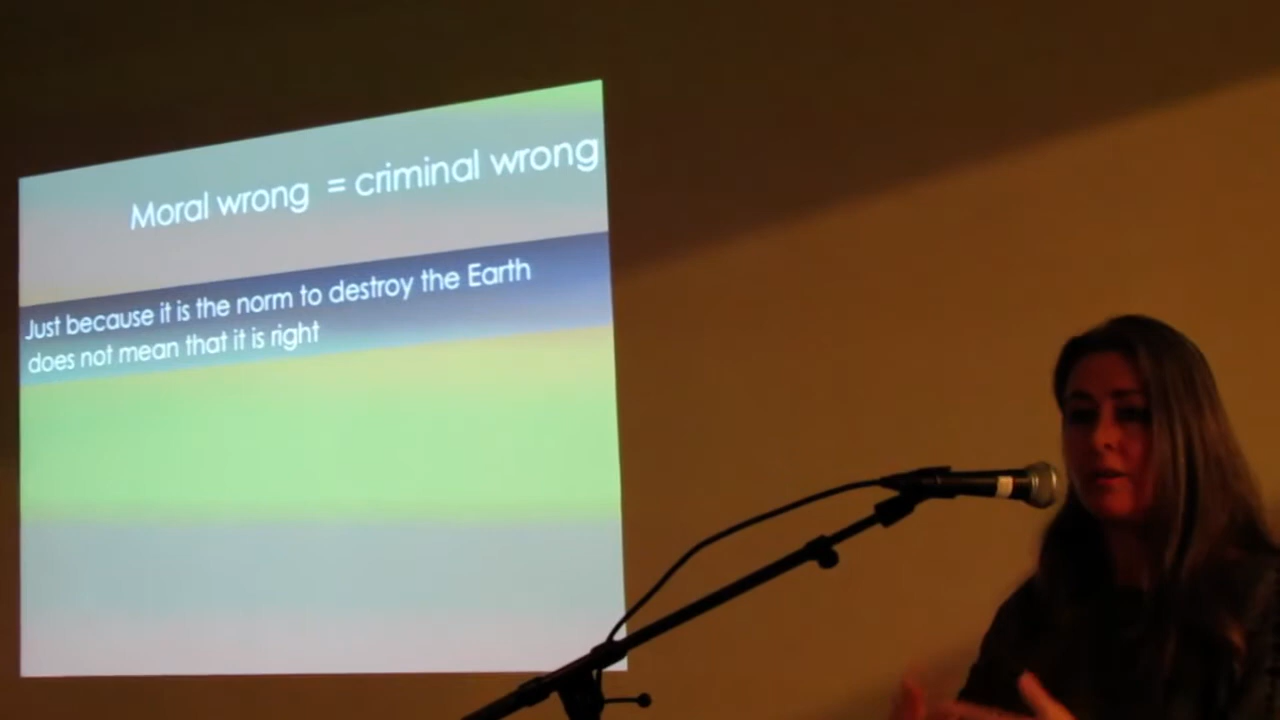 Moral wrong = criminal wrong
Just because it is the norm to destroy the Earth
does not mean that it is right